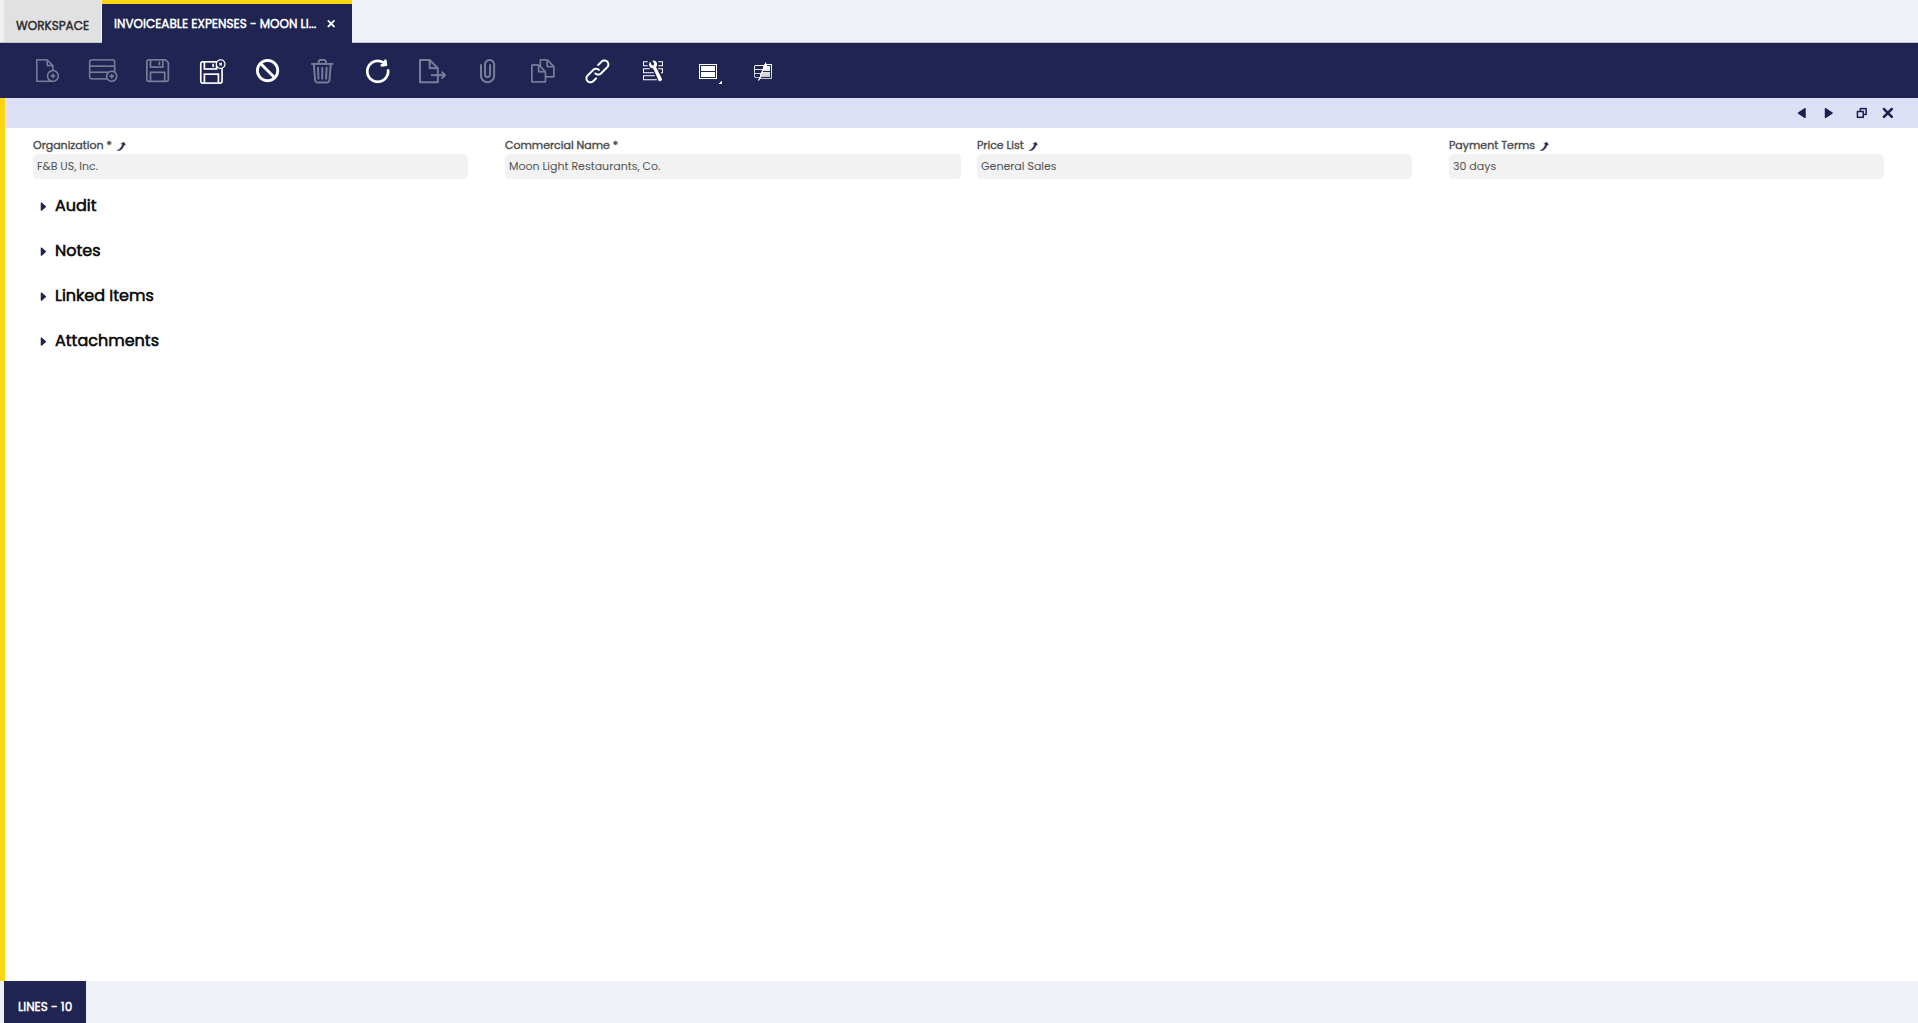 WORKSPACE
INVOICEABLE EXPENSES - MOON LI...
Organization *
Commercial Name *
Price List
Payment Terms
F&B US, Inc.
Moon Light Restaurants, Co.
General Sales
30 days
Audit
Notes
Linked Items
Attachments
LINES - 10